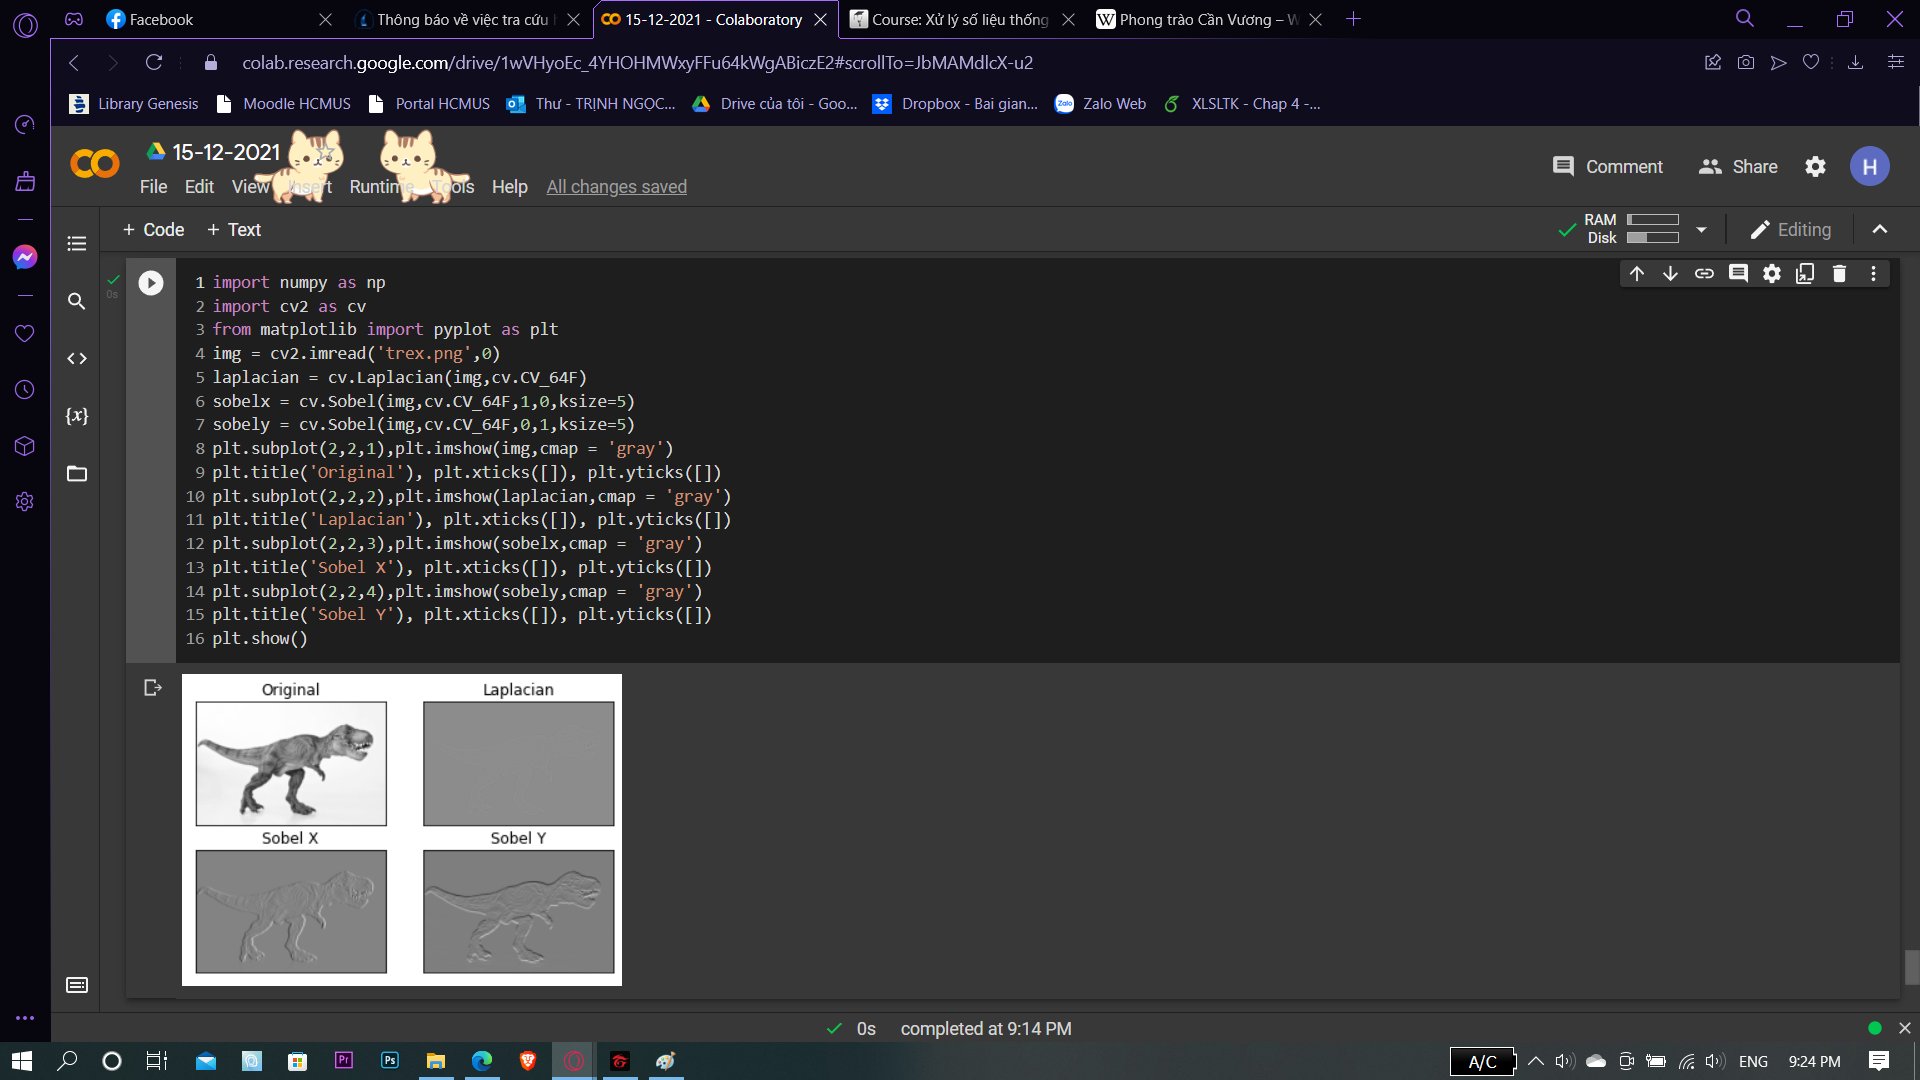 Facebook
Thông báo về việc tra cứu
15-12-2021 - Colaboratory
Course: Xử lý số liệu thống
Phong trào Cần Vương – W
colab.research.google.com/drive/1wVHyoEc_4YHOHMWxyFFu64kWgABiczE2#scrollTo=JbMAMdlcX-u2
Library Genesis
Moodle HCMUS
Portal HCMUS
Thư - TRỊNH NGỌC...
Drive của tôi - Goo...
Dropbox - Bai gian...
Zalo Web
XLSLTK - Chap 4 -...
15-12-2021
Comment
Share
H
File Edit View Insert Runtime Tools Help All changes saved
+ Code + Text
RAM
Disk
Editing
0s
1 import numpy as np
2 import cv2 as cv
3 from matplotlib import pyplot as plt
4 img = cv2.imread('trex.png',0)
5 laplacian = cv.Laplacian(img,cv.CV_64F)
6 sobelx = cv.Sobel(img,cv.CV_64F,1,0,ksize=5)
7 sobely = cv.Sobel(img,cv.CV_64F,0,1,ksize=5)
8 plt.subplot(2,2,1),plt.imshow(img,cmap = 'gray')
9 plt.title('Original'), plt.xticks([]), plt.yticks([])
10 plt.subplot(2,2,2),plt.imshow(laplacian,cmap = 'gray')
11 plt.title('Laplacian'), plt.xticks([]), plt.yticks([])
12 plt.subplot(2,2,3),plt.imshow(sobelx,cmap = 'gray')
13 plt.title('Sobel X'), plt.xticks([]), plt.yticks([])
14 plt.subplot(2,2,4),plt.imshow(sobely,cmap = 'gray')
15 plt.title('Sobel Y'), plt.xticks([]), plt.yticks([])
16 plt.show()
Original
Laplacian
Sobel X
Sobel Y
0s completed at 9:14 PM
A/C
ENG
9:24 PM